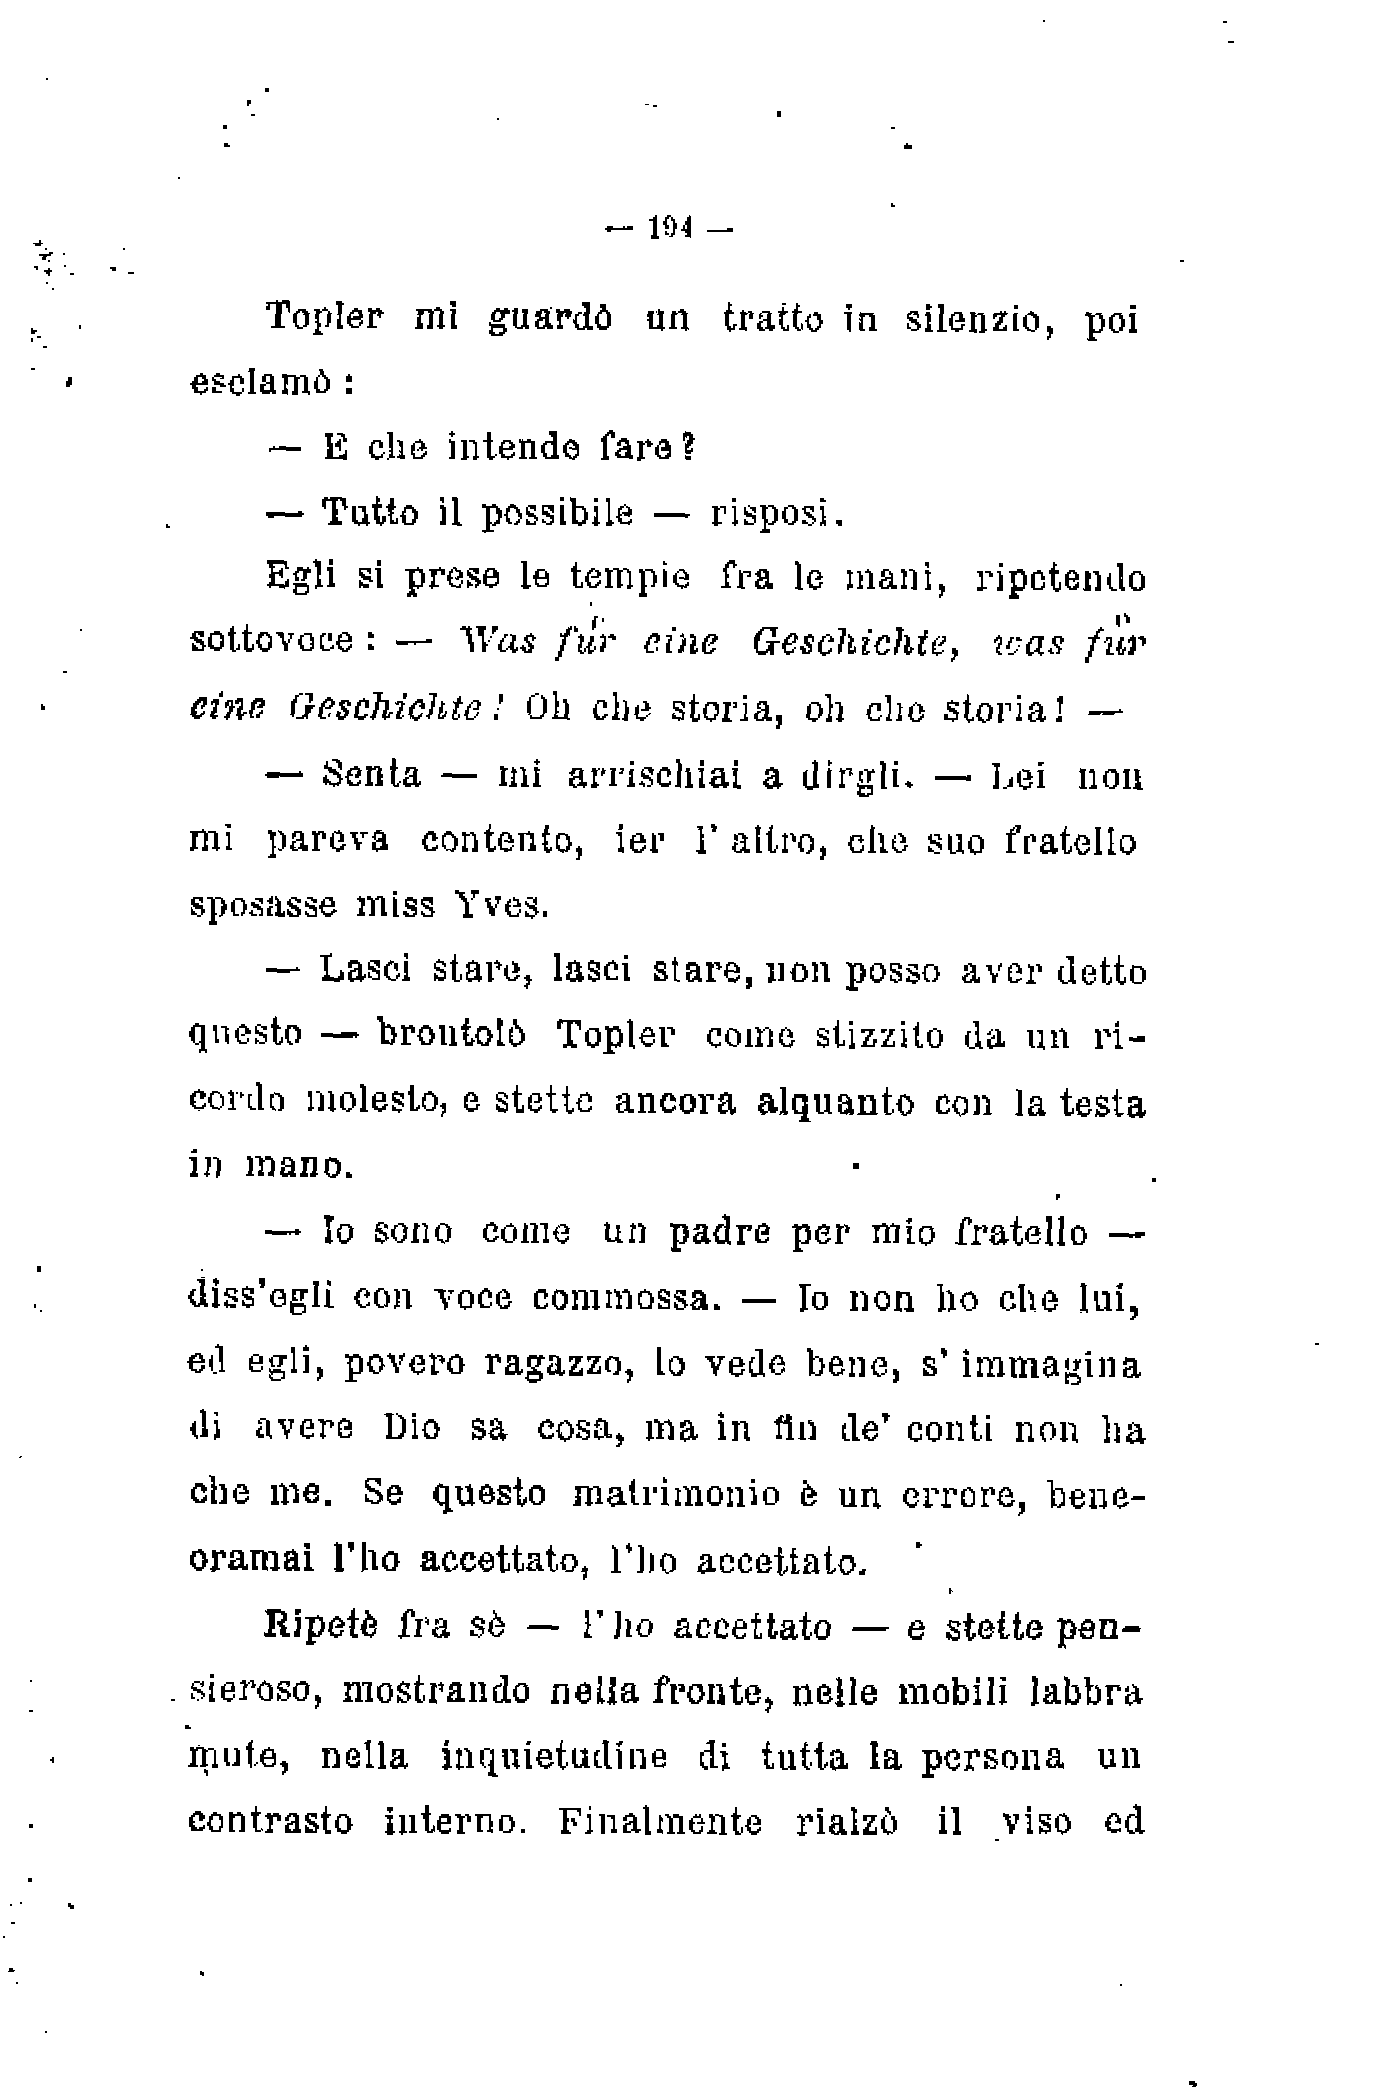 — 194 —
Topler mi guardò un tratto in silenzio, poi
esclamò :
— E che intende fare?
— Tutto il possibile — risposi.
Egli si prese le tempie fra le mani, ripetendo
sottovoce : — Was für eine Geschichte, was für
eine Geschichte! Oh che storia, oh che storia! —
— Senta — mi arrischiai a dirgli. — Lei non
mi pareva contento, ier l' altro, che suo fratello
sposasse miss Yves.
— Lasci stare, lasci stare, non posso aver detto
questo — brontolò Topler come stizzito da un ri-
cordo molesto, e stette ancora alquanto con la testa
in mano.
— Io sono come un padre per mio fratello —
diss'egli con voce commossa. — Io non ho che lui,
ed egli, povero ragazzo, lo vede bene, s' immagina
di avere Dio sa cosa, ma in fin de' conti non ha
che me. Se questo matrimonio è un errore, bene-
oramai l'ho accettato, l'ho accettato.
Ripetè fra sè — l' ho accettato — e stette pen-
sieroso, mostrando nella fronte, nelle mobili labbra
mute, nella inquietudine di tutta la persona un
contrasto interno. Finalmente rialzò il viso ed